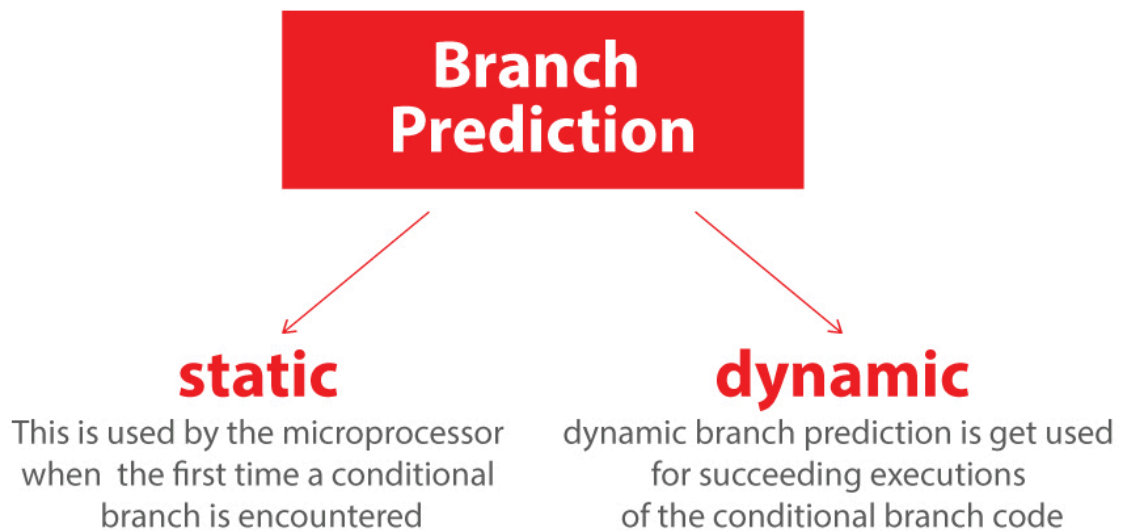 Branch
Prediction
static
This is used by the microprocessor
when the first time a conditional
branch is encountered
dynamic
dynamic branch prediction is get used
for succeeding executions
of the conditional branch code